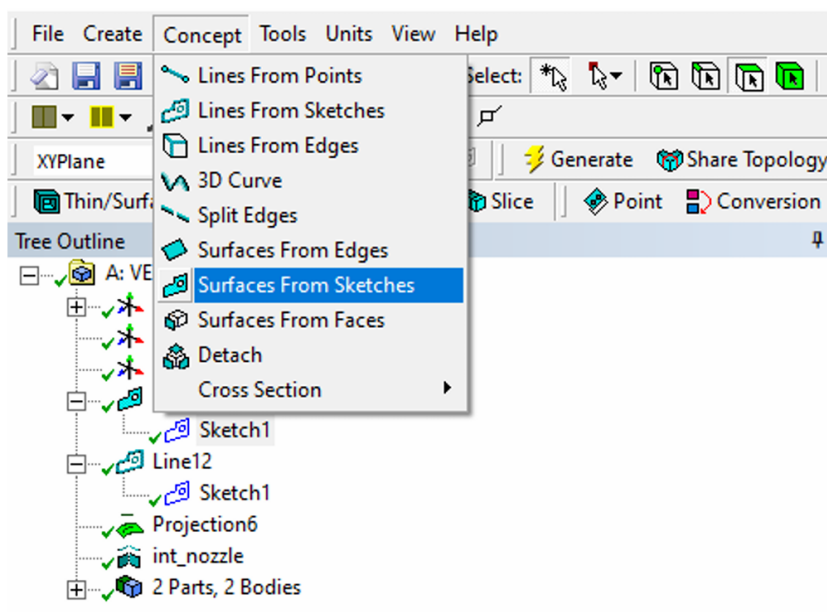 File Create Concept Tools Units View Help
Lines From Points
Select:
Lines From Sketches
Lines From Edges
XYPlane
Generate Share Topology
3D Curve
Thin/Surf
Slice Point Conversion
Split Edges
Tree Outline
Surfaces From Edges
A: VE
Surfaces From Sketches
Surfaces From Faces
Detach
Cross Section
Sketch1
Line12
Sketch1
Projection6
int_nozzle
2 Parts, 2 Bodies